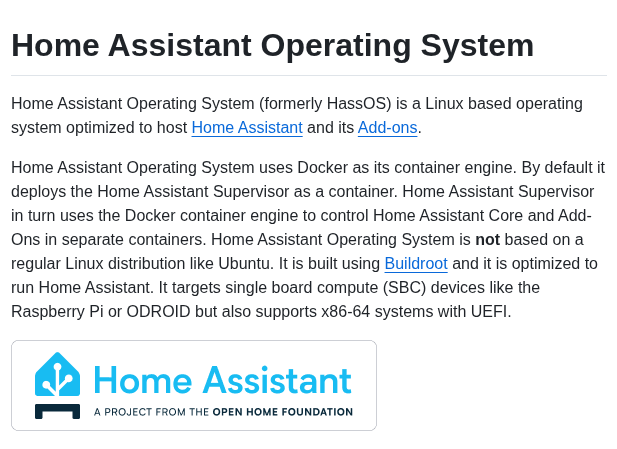 Home Assistant Operating System
Home Assistant Operating System (formerly HassOS) is a Linux based operating
system optimized to host Home Assistant and its Add-ons.
Home Assistant Operating System uses Docker as its container engine. By default it
deploys the Home Assistant Supervisor as a container. Home Assistant Supervisor
in turn uses the Docker container engine to control Home Assistant Core and Add-
Ons in separate containers. Home Assistant Operating System is not based on a
regular Linux distribution like Ubuntu. It is built using Buildroot and it is optimized to
run Home Assistant. It targets single board compute (SBC) devices like the
Raspberry Pi or ODROID but also supports x86-64 systems with UEFI.
Home Assistant
A PROJECT FROM THE OPEN HOME FOUNDATION